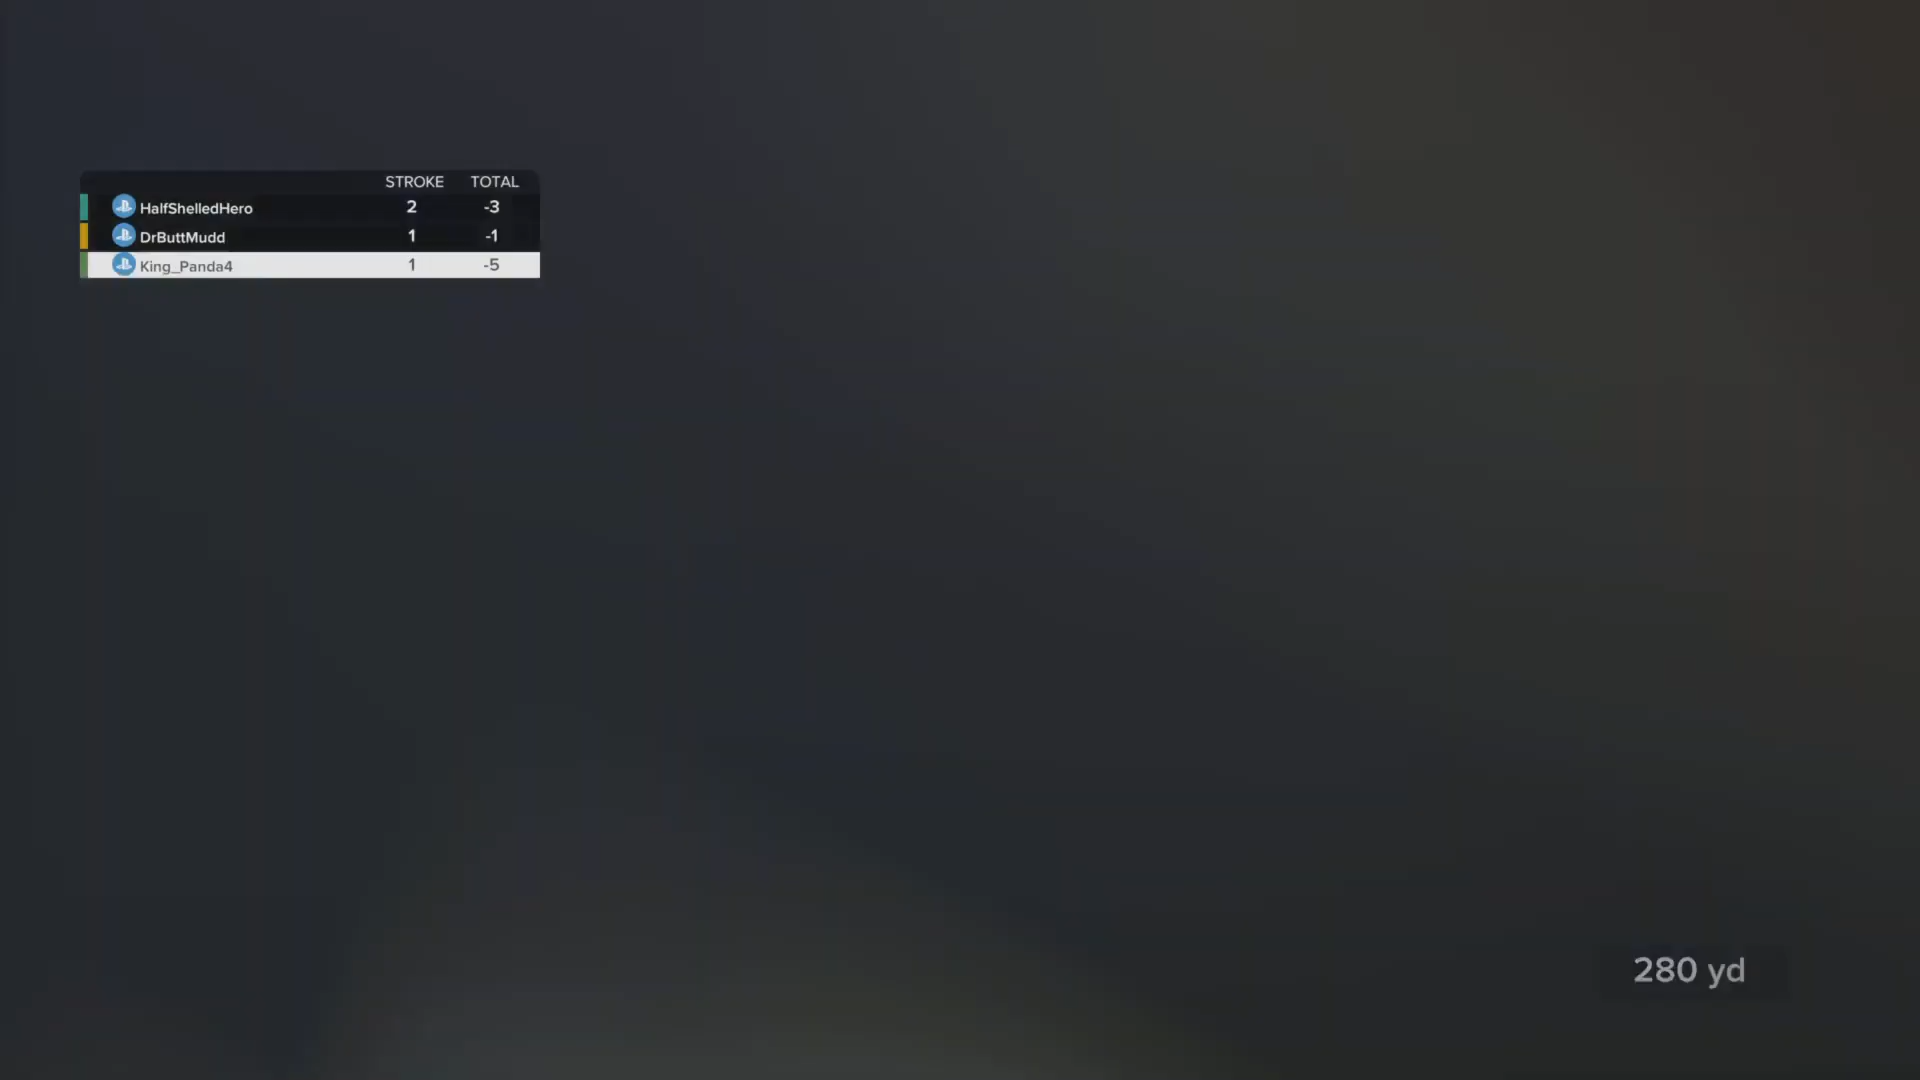 STROKE TOTAL
HalfShelledHero 2 -3
DrButtMudd 1 -1
King_Panda4 1 -5
280 yd